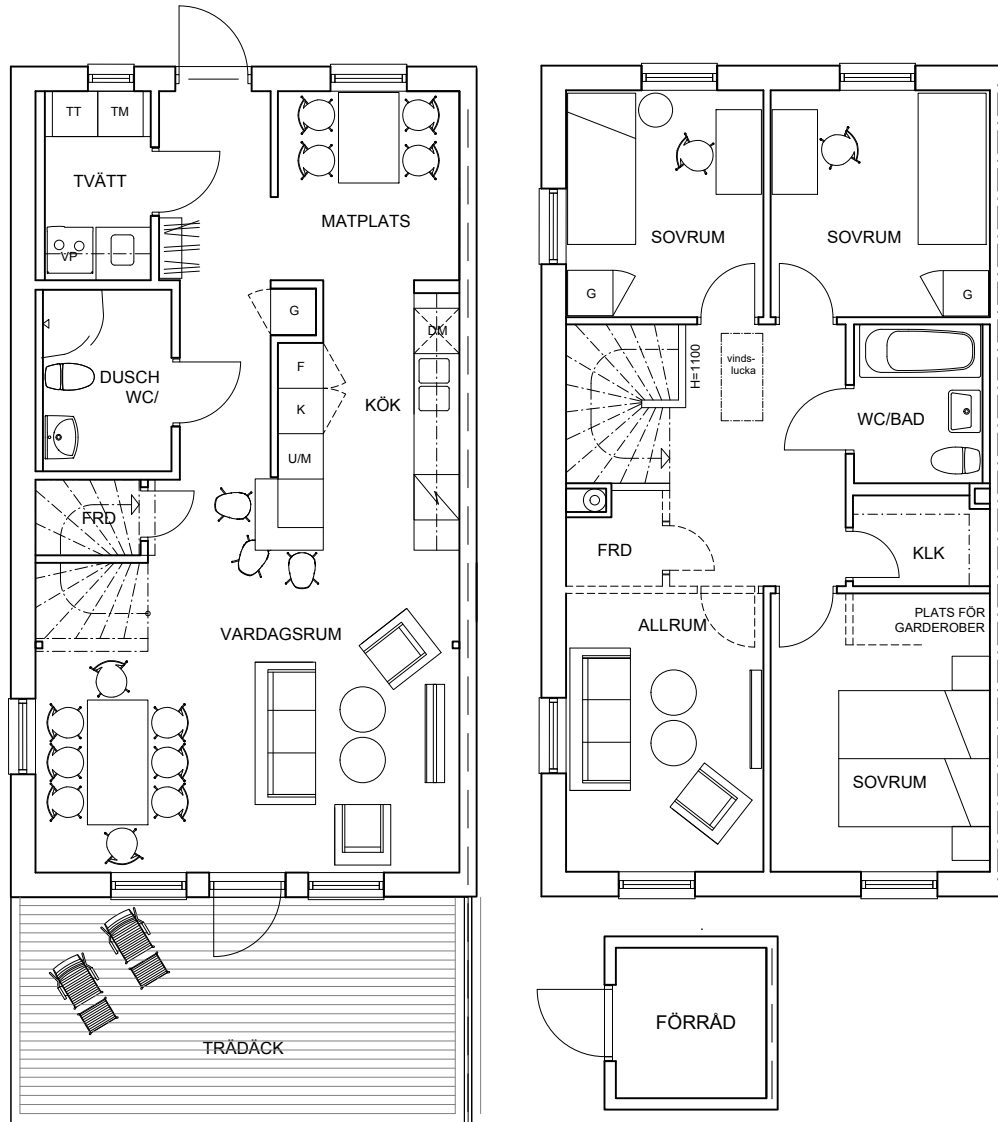 TT
TM
TVÄTT
VP
MATPLATS
G
DM
F
K
KÖK
U/M
DUSCH
WC/
FRD
VARDAGSRUM
TRÄDÄCK
SOVRUM
SOVRUM
G
G
H=1100
vinds-
lucka
WC/BAD
FRD
KLK
ALLRUM
PLATS FÖR
GARDEROBER
SOVRUM
FÖRRÅD